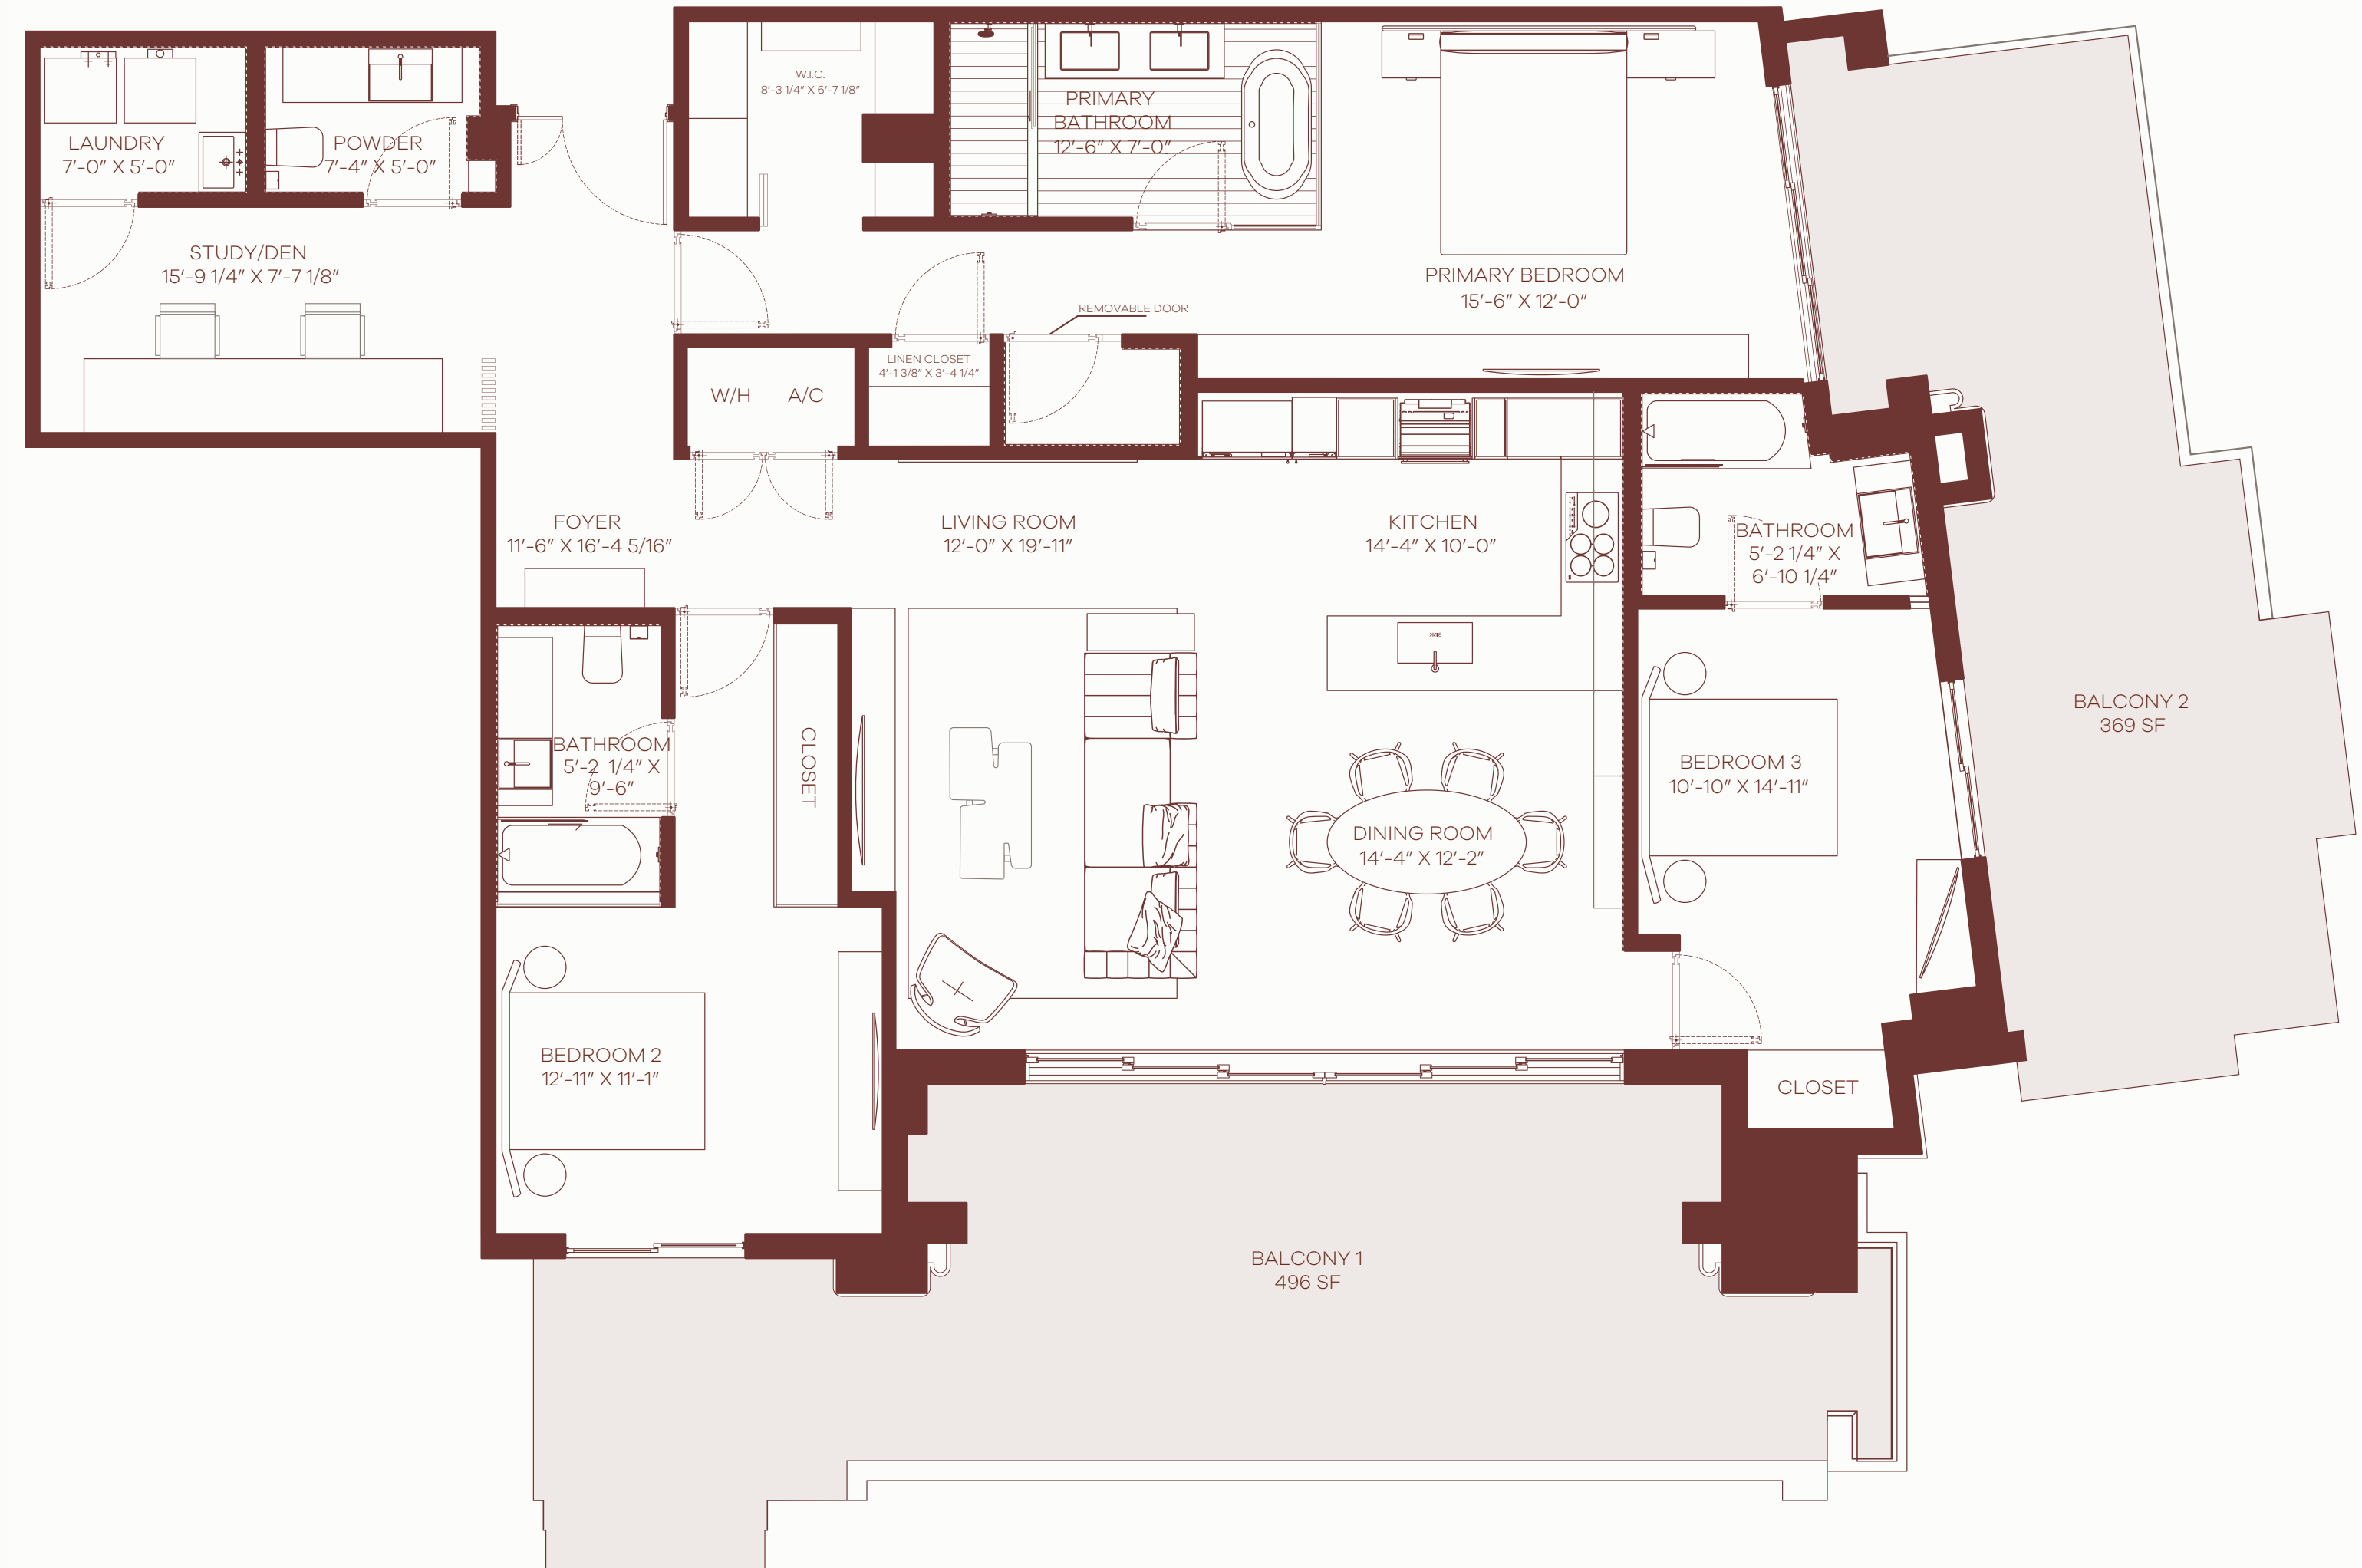 W.I.C.
8'-3 1/4" X 6'-7 1/8"
PRIMARY
BATHROOM
12'-6" X 7'-0"
LAUNDRY
7'-0" X 5'-0"
POWDER
7'-4" X 5'-0"
STUDY/DEN
15'-9 1/4" X 7'-7 1/8"
PRIMARY BEDROOM
15'-6" X 12'-0"
REMOVABLE DOOR
LINEN CLOSET
4'-1 3/8" X 3'-4 1/4"
W/H
A/C
FOYER
11'-6" X 16'-4 5/16"
LIVING ROOM
12'-0" X 19'-11"
KITCHEN
14'-4" X 10'-0"
BATHROOM
5'-2 1/4" X
6'-10 1/4"
SINK
BALCONY 2
369 SF
BATHROOM
5'-2 1/4" X
9'-6"
CLOSET
BEDROOM 3
10'-10" X 14'-11"
DINING ROOM
14'-4" X 12'-2"
BEDROOM 2
12'-11" X 11'-1"
CLOSET
BALCONY 1
496 SF